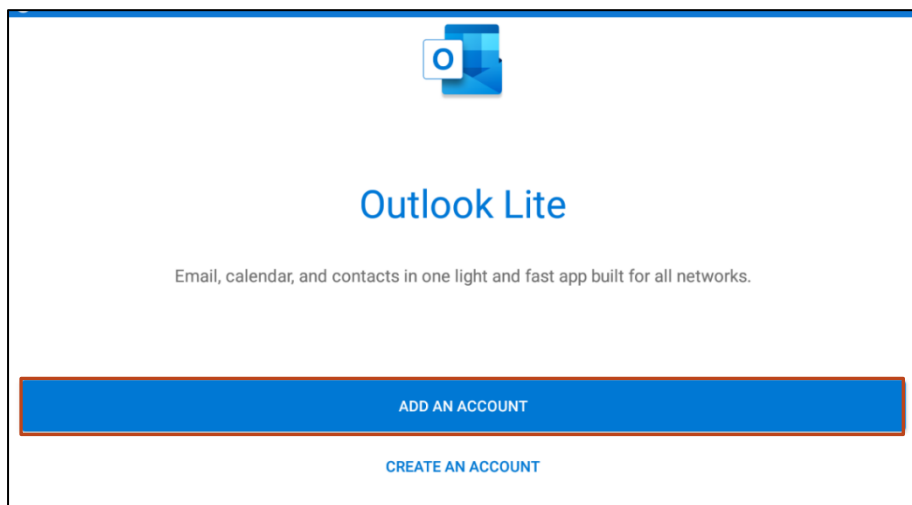 O
Outlook Lite
Email, calendar, and contacts in one light and fast app built for all networks.
ADD AN ACCOUNT
CREATE AN ACCOUNT